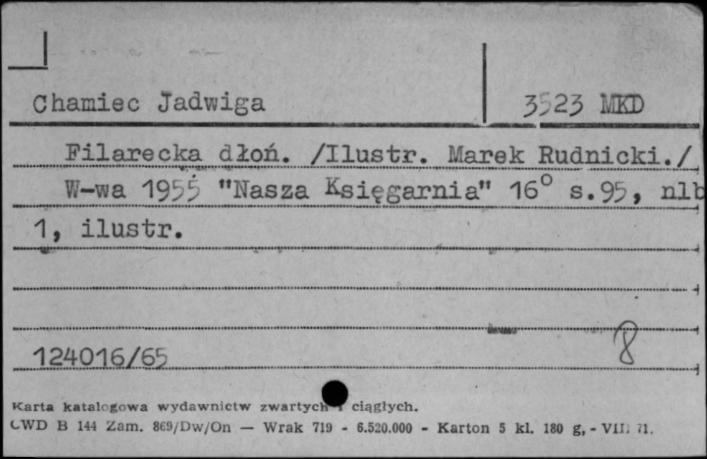 Chamiec Jadwiga 3523 MKD
Filarecka dłoń. /Ilustr. Marek Rudnicki./
W-wa 1955 "Nasza Księgarnia" 16° s.95, nlb
1, ilustr.
8
124016/65
Karta katalogowa wydawnictw zwartych i ciągłych.
CWD B 144 Zam. 869/Dw/On — Wrak 719 - 6.520.000 - Karton 5 kl. 180 g, - VII. 71.